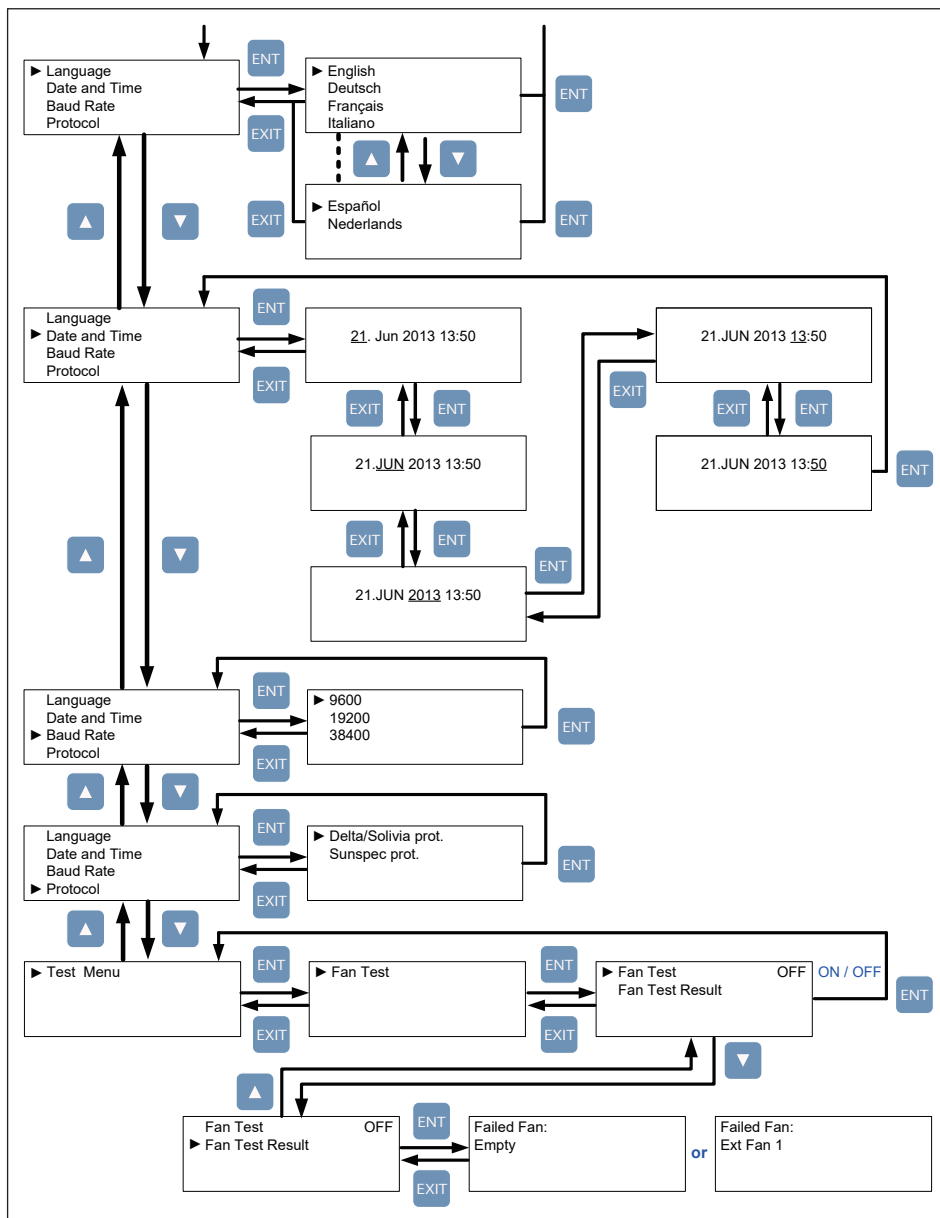 ENT
► Language
Date and Time
Baud Rate
Protocol
► English
Deutsch
Français
Italiano
ENT
EXIT
▲
▼
EXIT
► Español
Nederlands
ENT
▲
▼
Language
► Date and Time
Baud Rate
Protocol
ENT
EXIT
21. Jun 2013 13:50
EXIT
ENT
21.JUN 2013 13:50
EXIT
ENT
21.JUN 2013 13:50
ENT
EXIT
21.JUN 2013 13:50
EXIT
ENT
21.JUN 2013 13:50
ENT
▲
▼
Language
Date and Time
► Baud Rate
Protocol
ENT
EXIT
► 9600
19200
38400
ENT
▲
▼
Language
Date and Time
Baud Rate
► Protocol
ENT
EXIT
► Delta/Solivia prot.
Sunspec prot.
ENT
▲
▼
► Test Menu
ENT
EXIT
► Fan Test
ENT
EXIT
► Fan Test OFF
Fan Test Result
ON / OFF
ENT
▲
▼
Fan Test OFF
► Fan Test Result
ENT
EXIT
Failed Fan:
Empty
or
Failed Fan:
Ext Fan 1